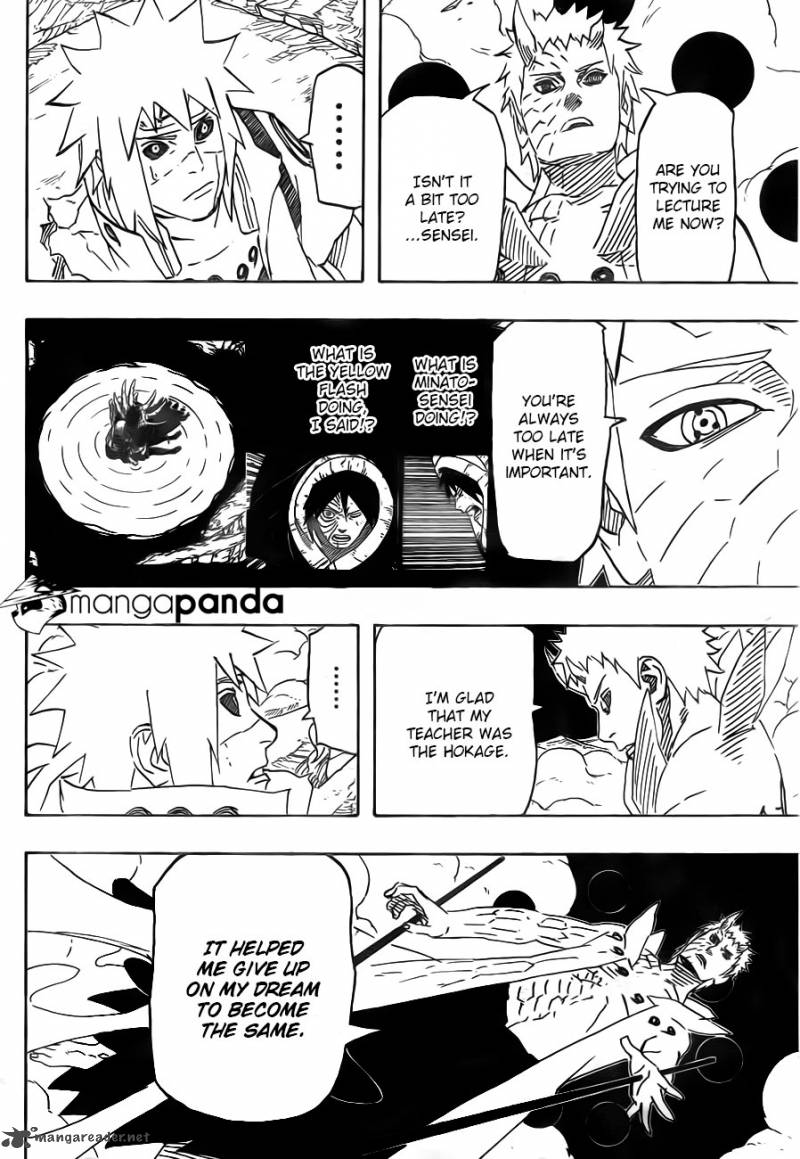 ARE YOU
TRYING TO
LECTURE
ME NOW?
ISN'T IT
A BIT TOO
LATE?
...SENSEI.
......
YOU'RE
ALWAYS
TOO LATE
WHEN IT'S
IMPORTANT.
WHAT IS
MINATO-
SENSEI
DOING!?
WHAT IS
THE YELLOW
FLASH
DOING,
I SAID!?
mangapanda
I'M GLAD
THAT MY
TEACHER WAS
THE HOKAGE.
......
IT HELPED
ME GIVE UP
ON MY DREAM
TO BECOME
THE SAME.
mangareader.net